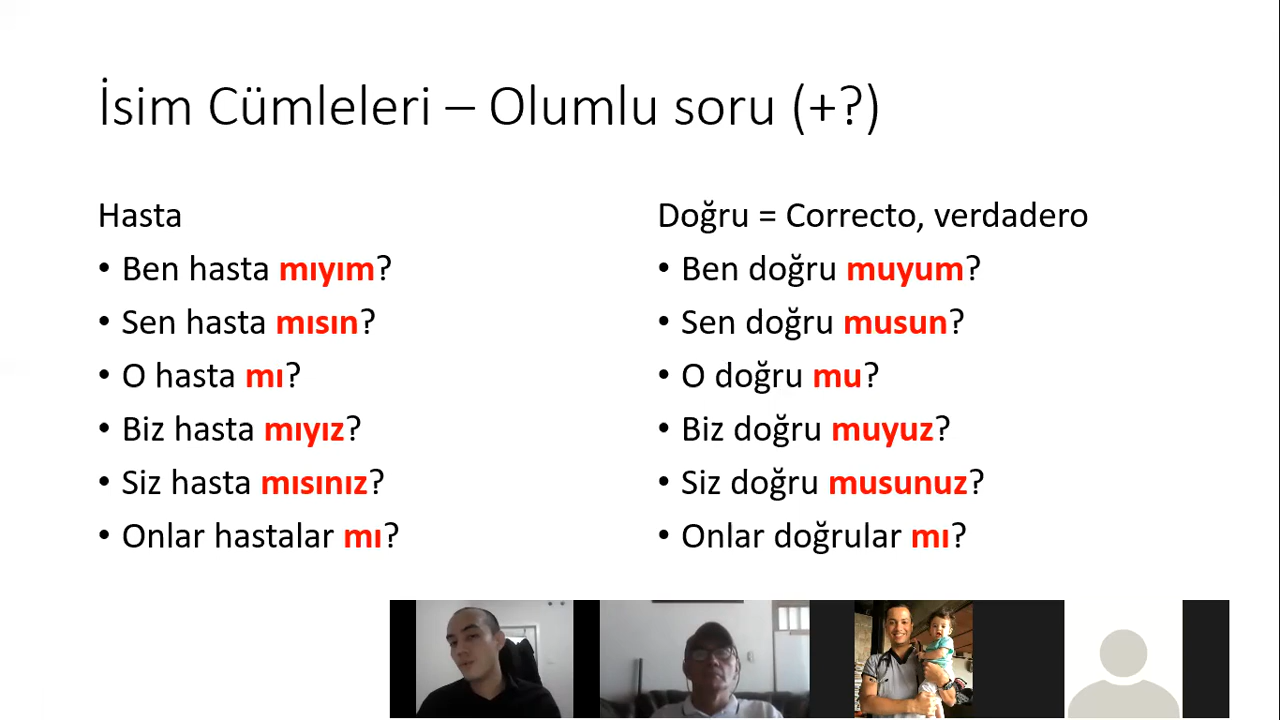 İsim Cümleleri – Olumlu soru (+?)
Hasta
• Ben hasta mıyım?
• Sen hasta mısın?
• O hasta mı?
• Biz hasta mıyız?
• Siz hasta mısınız?
• Onlar hastalar mı?
Doğru = Correcto, verdadero
• Ben doğru muyum?
• Sen doğru musun?
• O doğru mu?
• Biz doğru muyuz?
• Siz doğru musunuz?
• Onlar doğrular mı?